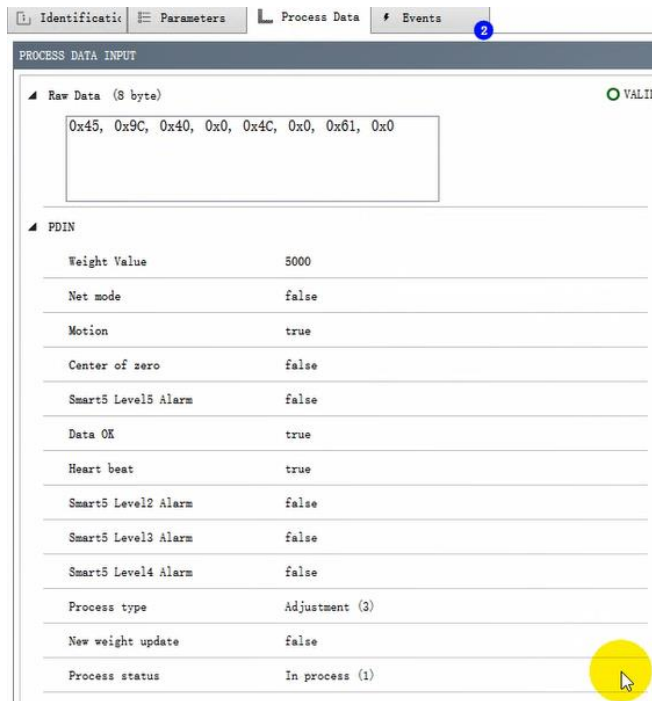 Identificatic Parameters Process Data Events
2
PROCESS DATA INPUT
Raw Data (8 byte) VALI
0x45, 0x9C, 0x40, 0x0, 0x4C, 0x0, 0x61, 0x0
PDIN
Weight Value 5000
Net mode false
Motion true
Center of zero false
Smart5 Level5 Alarm false
Data OK true
Heart beat true
Smart5 Level2 Alarm false
Smart5 Level3 Alarm false
Smart5 Level4 Alarm false
Process type Adjustment (3)
New weight update false
Process status In process (1)